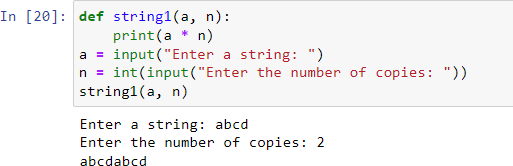 In [20]: def string1(a, n):
    print(a * n)
a = input("Enter a string: ")
n = int(input("Enter the number of copies: "))
string1(a, n)
Enter a string: abcd
Enter the number of copies: 2
abcdabcd